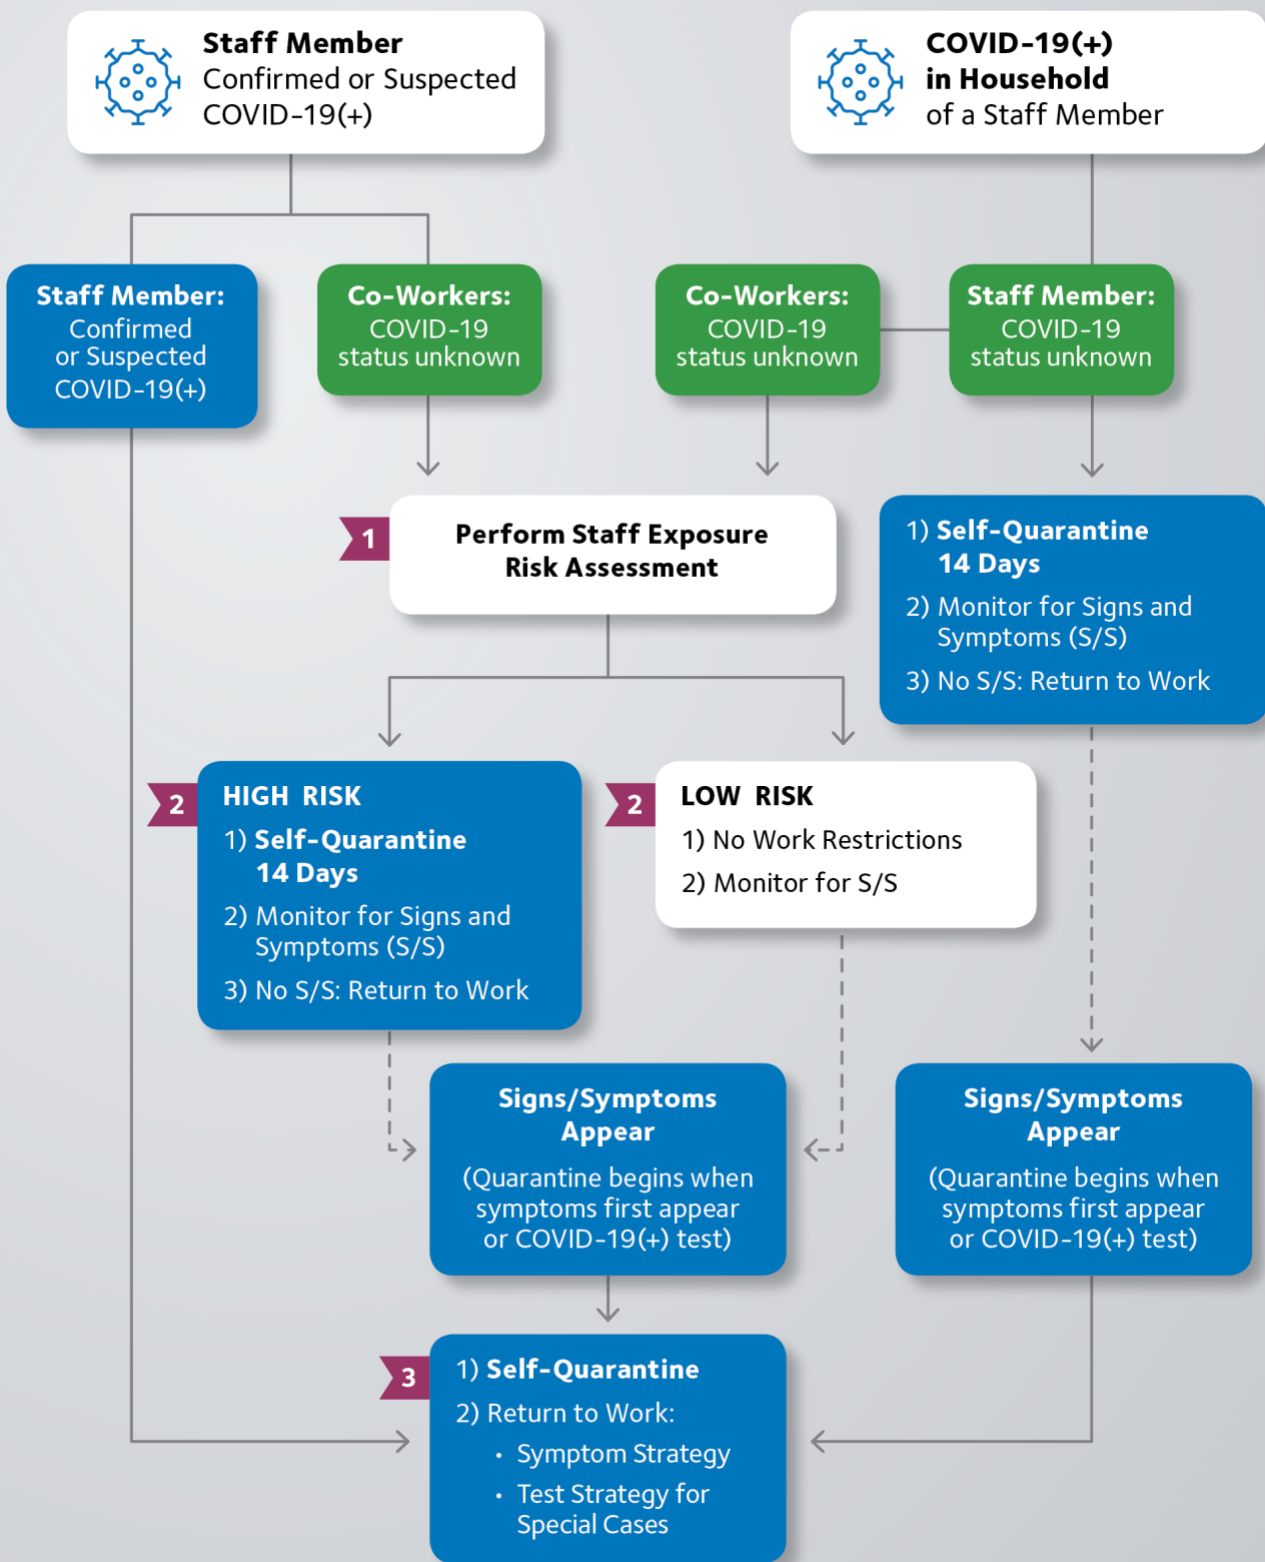 Staff Member
Confirmed or Suspected
COVID-19(+)
COVID-19(+)
in Household
of a Staff Member
Staff Member:
Confirmed
or Suspected
COVID-19(+)
Co-Workers:
COVID-19
status unknown
Co-Workers:
COVID-19
status unknown
Staff Member:
COVID-19
status unknown
1
Perform Staff Exposure
Risk Assessment
1) Self-Quarantine
14 Days
2) Monitor for Signs and
Symptoms (S/S)
3) No S/S: Return to Work
2
HIGH RISK
1) Self-Quarantine
14 Days
2) Monitor for Signs and
Symptoms (S/S)
3) No S/S: Return to Work
2
LOW RISK
1) No Work Restrictions
2) Monitor for S/S
Signs/Symptoms
Appear
(Quarantine begins when
symptoms first appear
or COVID-19(+) test)
Signs/Symptoms
Appear
(Quarantine begins when
symptoms first appear
or COVID-19(+) test)
3
1) Self-Quarantine
2) Return to Work:
• Symptom Strategy
• Test Strategy for
Special Cases